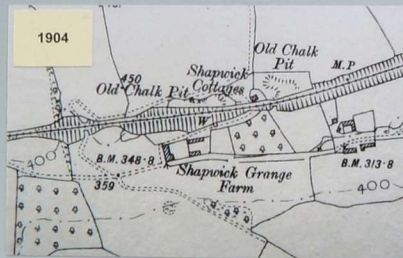 1904
450
Old Chalk Pit
Shapwick
Cottages
Old Chalk
Pit
M.P
W
400
B.M. 348·8
359
Shapwick Grange
Farm
B.M. 313·8
400